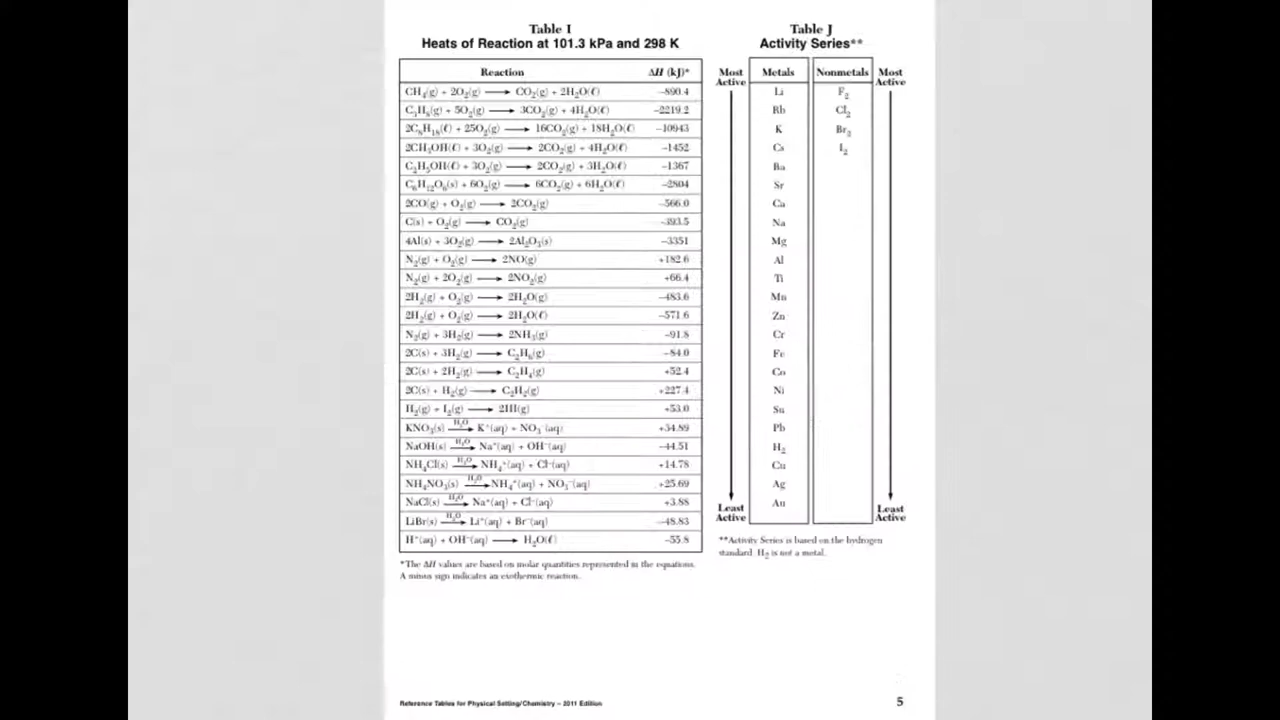 Table I
Heats of Reaction at 101.3 kPa and 298 K
Reaction ΔH (kJ)*
CH₄(g) + 2O₂(g) ⟶ CO₂(g) + 2H₂O(ℓ) –890.4
C₃H₈(g) + 5O₂(g) ⟶ 3CO₂(g) + 4H₂O(ℓ) –2219.2
2C₈H₁₈(ℓ) + 25O₂(g) ⟶ 16CO₂(g) + 18H₂O(ℓ) –10943
2CH₃OH(ℓ) + 3O₂(g) ⟶ 2CO₂(g) + 4H₂O(ℓ) –1452
C₂H₅OH(ℓ) + 3O₂(g) ⟶ 2CO₂(g) + 3H₂O(ℓ) –1367
C₆H₁₂O₆(s) + 6O₂(g) ⟶ 6CO₂(g) + 6H₂O(ℓ) –2804
2CO(g) + O₂(g) ⟶ 2CO₂(g) –566.0
C(s) + O₂(g) ⟶ CO₂(g) –393.5
4Al(s) + 3O₂(g) ⟶ 2Al₂O₃(s) –3351
N₂(g) + O₂(g) ⟶ 2NO(g) +182.6
N₂(g) + 2O₂(g) ⟶ 2NO₂(g) +66.4
2H₂(g) + O₂(g) ⟶ 2H₂O(g) –483.6
2H₂(g) + O₂(g) ⟶ 2H₂O(ℓ) –571.6
N₂(g) + 3H₂(g) ⟶ 2NH₃(g) –91.8
2C(s) + 3H₂(g) ⟶ C₂H₆(g) –84.0
2C(s) + 2H₂(g) ⟶ C₂H₄(g) +52.4
2C(s) + H₂(g) ⟶ C₂H₂(g) +227.4
H₂(g) + I₂(g) ⟶ 2HI(g) +53.0
KNO₃(s) H₂O⟶ K⁺(aq) + NO₃⁻(aq) +34.89
NaOH(s) H₂O⟶ Na⁺(aq) + OH⁻(aq) –44.51
NH₄Cl(s) H₂O⟶ NH₄⁺(aq) + Cl⁻(aq) +14.78
NH₄NO₃(s) H₂O⟶ NH₄⁺(aq) + NO₃⁻(aq) +25.69
NaCl(s) H₂O⟶ Na⁺(aq) + Cl⁻(aq) +3.88
LiBr(s) H₂O⟶ Li⁺(aq) + Br⁻(aq) –48.83
H⁺(aq) + OH⁻(aq) ⟶ H₂O(ℓ) –55.8
*The ΔH values are based on molar quantities represented in the equations.
A minus sign indicates an exothermic reaction.
Table J
Activity Series**
Most Active Metals Nonmetals Most Active
Li F₂
Rb Cl₂
K Br₂
Cs I₂
Ba
Sr
Ca
Na
Mg
Al
Ti
Mn
Zn
Cr
Fe
Co
Ni
Sn
Pb
H₂
Cu
Ag
Au
Least Active Least Active
**Activity Series is based on the hydrogen
standard. H₂ is not a metal.
Reference Tables for Physical Setting/Chemistry – 2011 Edition 5